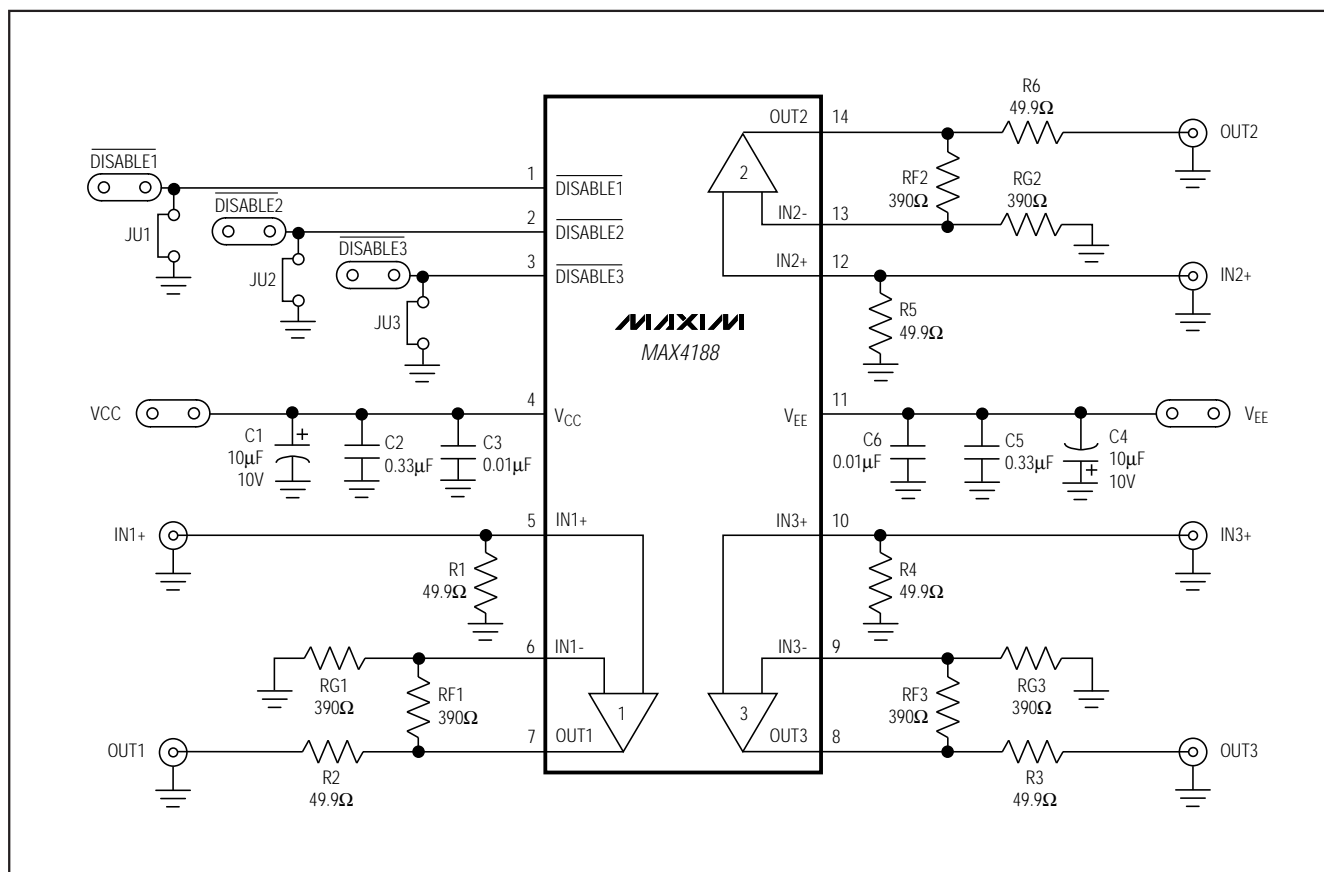 R6
49.9Ω
OUT2
14
OUT2
DISABLE1
2
RF2
390Ω
RG2
390Ω
1
DISABLE1
DISABLE2
IN2-
13
JU1
2
DISABLE2
DISABLE3
IN2+
12
IN2+
3
DISABLE3
JU2
R5
49.9Ω
JU3
MAXIM
MAX4188
VCC
4
VCC
VEE
11
VEE
C1
10µF
10V
+
C2
0.33µF
C3
0.01µF
C6
0.01µF
C5
0.33µF
C4
10µF
10V
+
IN1+
5
IN1+
IN3+
10
IN3+
R1
49.9Ω
R4
49.9Ω
6
IN1-
IN3-
9
RG1
390Ω
RF1
390Ω
1
3
RF3
390Ω
RG3
390Ω
OUT1
7
OUT1
OUT3
8
OUT3
R2
49.9Ω
R3
49.9Ω